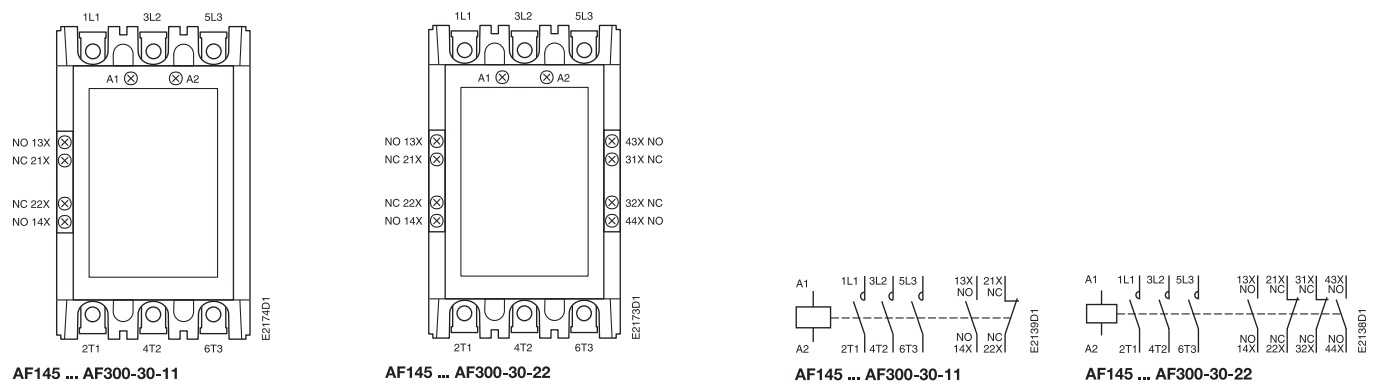 1L1 3L2 5L3
A1 A2
NO 13X
NC 21X
NC 22X
NO 14X
2T1 4T2 6T3
E2174D1
AF145 ... AF300-30-11
1L1 3L2 5L3
A1 A2
NO 13X 43X NO
NC 21X 31X NC
NC 22X 32X NC
NO 14X 44X NO
2T1 4T2 6T3
E2173D1
AF145 ... AF300-30-22
A1 1L1 3L2 5L3 13X 21X
NO NC
NO NC
A2 2T1 4T2 6T3 14X 22X
E2139D1
AF145 ... AF300-30-11
A1 1L1 3L2 5L3 13X 21X 31X 43X
NO NC NC NO
NO NC NC NO
A2 2T1 4T2 6T3 14X 22X 32X 44X
E2138D1
AF145 ... AF300-30-22